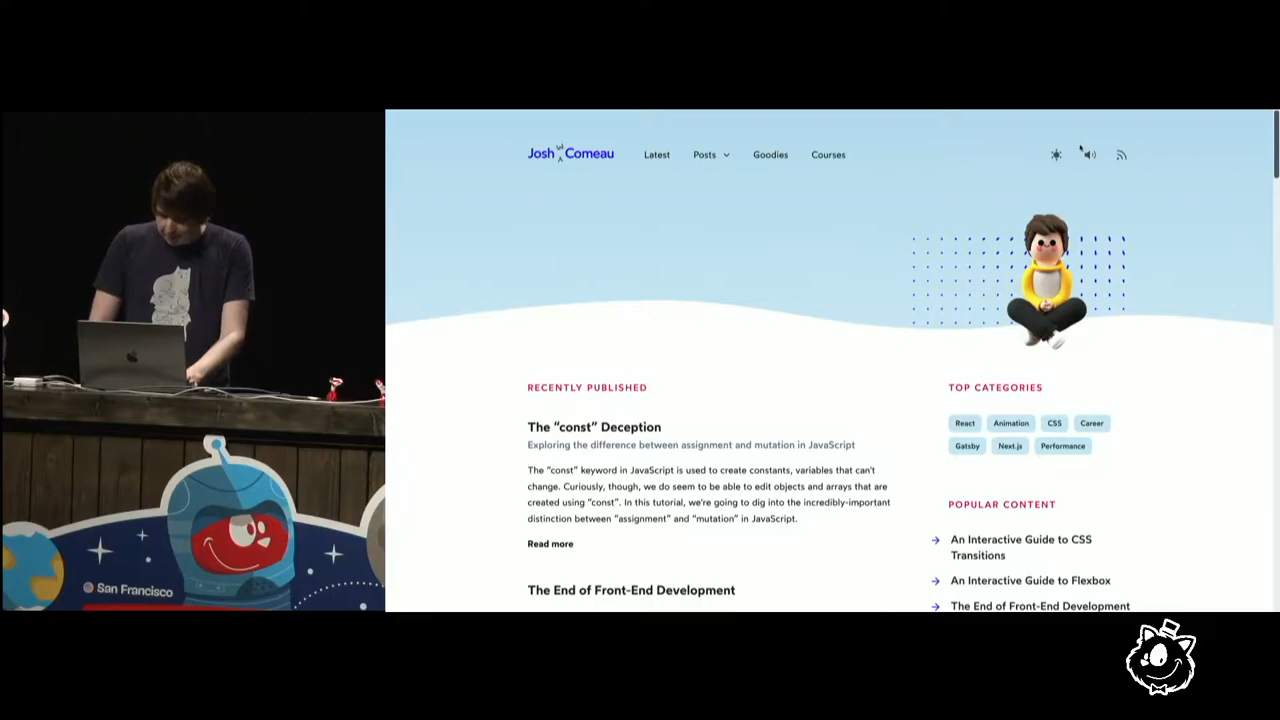 Josh W Comeau
Latest
Posts
Goodies
Courses
RECENTLY PUBLISHED
The “const” Deception
Exploring the difference between assignment and mutation in JavaScript
The “const” keyword in JavaScript is used to create constants, variables that can't
change. Curiously, though, we do seem to be able to edit objects and arrays that are
created using “const”. In this tutorial, we're going to dig into the incredibly-important
distinction between “assignment” and “mutation” in JavaScript.
Read more
The End of Front-End Development
TOP CATEGORIES
React
Animation
CSS
Career
Gatsby
Next.js
Performance
POPULAR CONTENT
An Interactive Guide to CSS
Transitions
An Interactive Guide to Flexbox
The End of Front-End Development
San Francisco